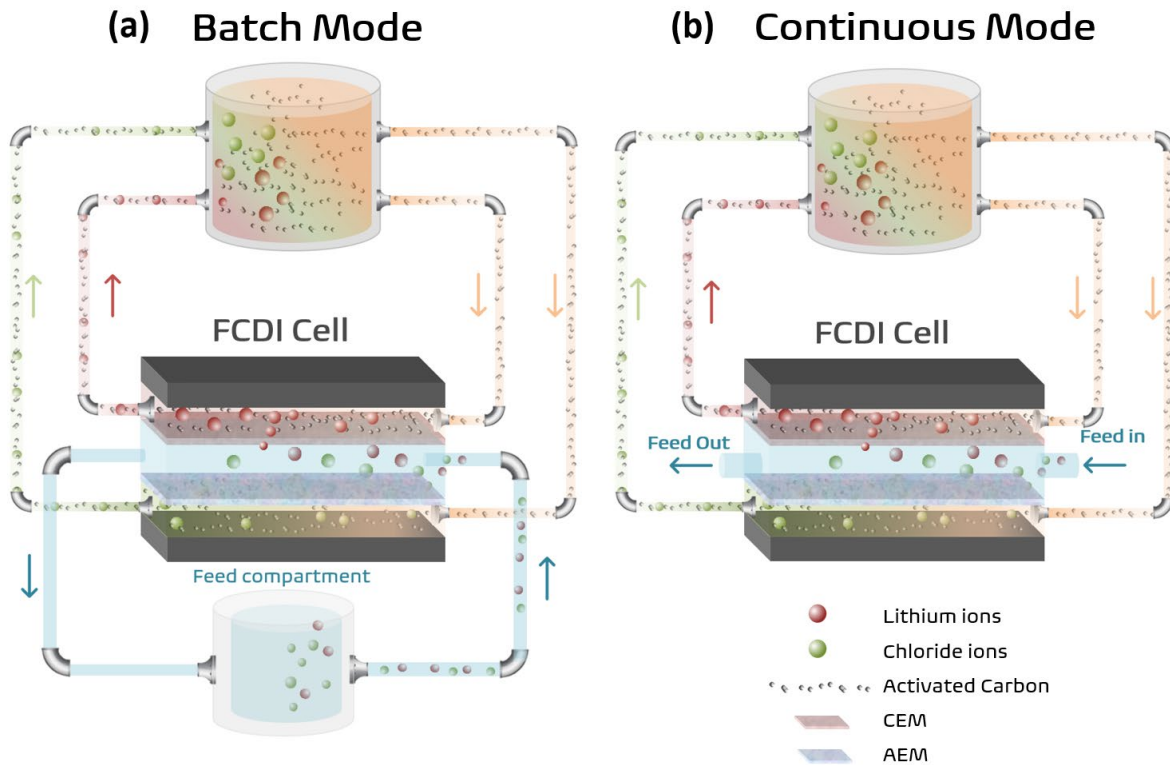 (a) Batch Mode
FCDI Cell
Feed compartment
(b) Continuous Mode
FCDI Cell
Feed Out
Feed in
Lithium ions
Chloride ions
Activated Carbon
CEM
AEM